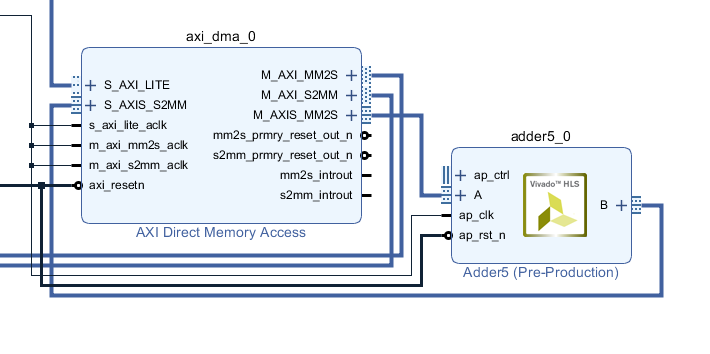 axi_dma_0
S_AXI_LITE
S_AXIS_S2MM
s_axi_lite_aclk
m_axi_mm2s_aclk
m_axi_s2mm_aclk
axi_resetn
M_AXI_MM2S
M_AXI_S2MM
M_AXIS_MM2S
mm2s_prmry_reset_out_n
s2mm_prmry_reset_out_n
mm2s_introut
s2mm_introut
AXI Direct Memory Access
adder5_0
ap_ctrl
A
ap_clk
ap_rst_n
Vivado™ HLS
B
Adder5 (Pre-Production)